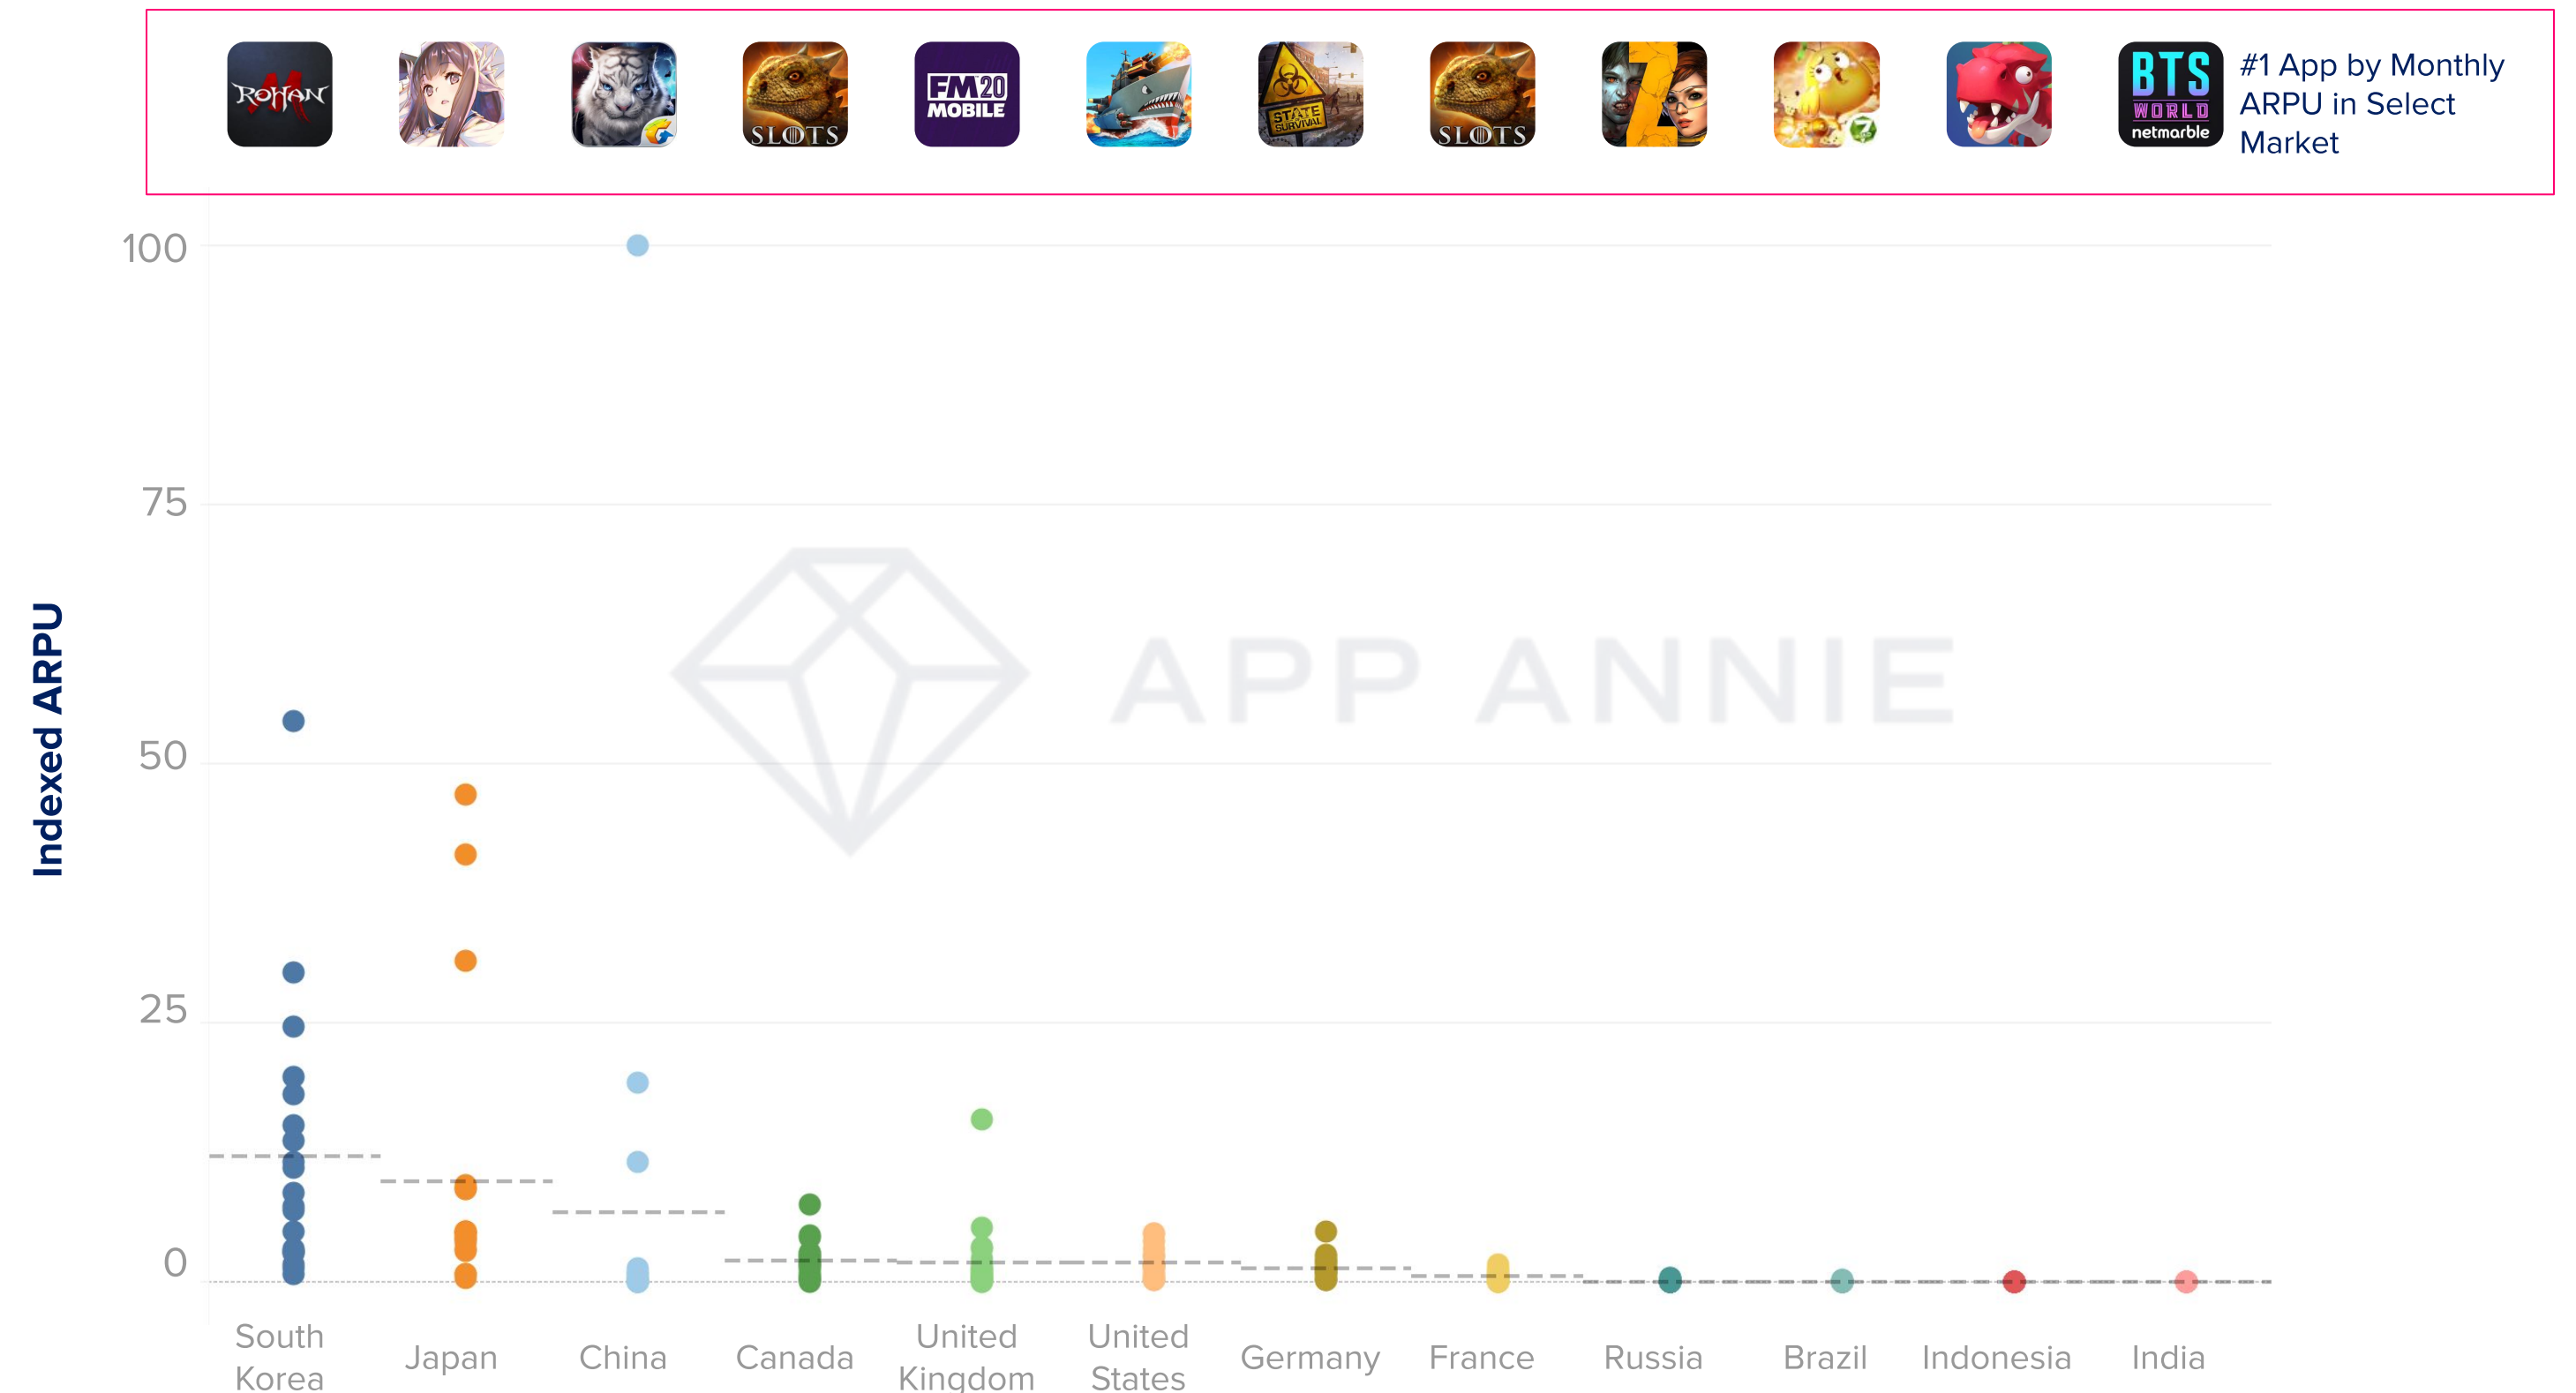 ROHAN
M
SLOTS
FM20
MOBILE
STATE
SURVIVAL
SLOTS
Z
7
BTS
WORLD
netmarble
#1 App by Monthly
ARPU in Select
Market
Indexed ARPU
100
75
50
25
0
APP ANNIE
South
Korea
Japan
China
Canada
United
Kingdom
United
States
Germany
France
Russia
Brazil
Indonesia
India